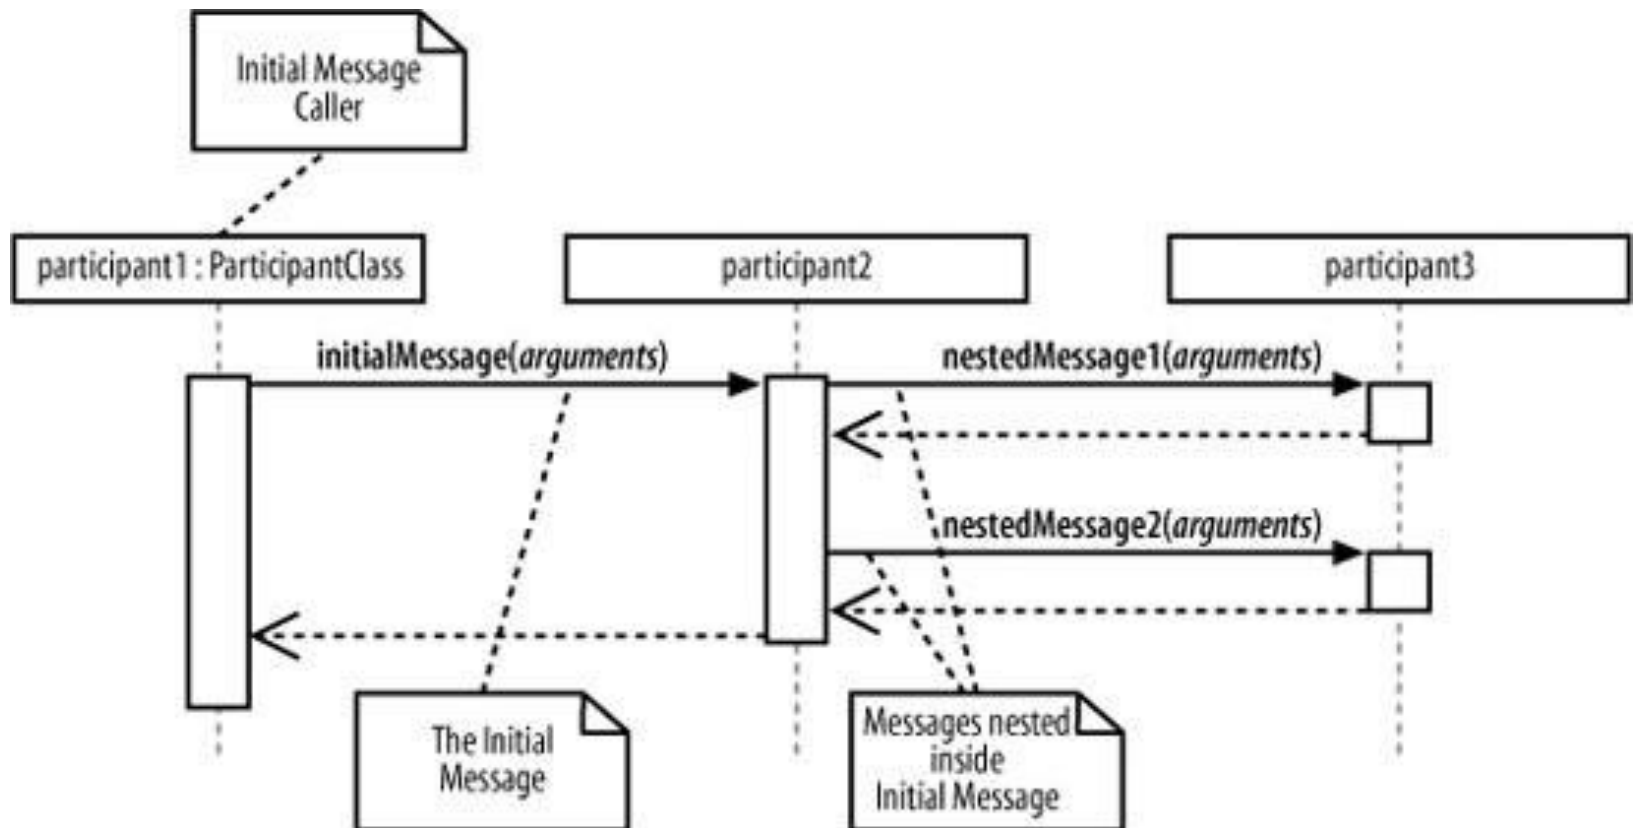 Initial Message
Caller
participant1 : ParticipantClass
participant2
participant3
initialMessage(arguments)
nestedMessage1(arguments)
nestedMessage2(arguments)
The Initial
Message
Messages nested
inside
Initial Message